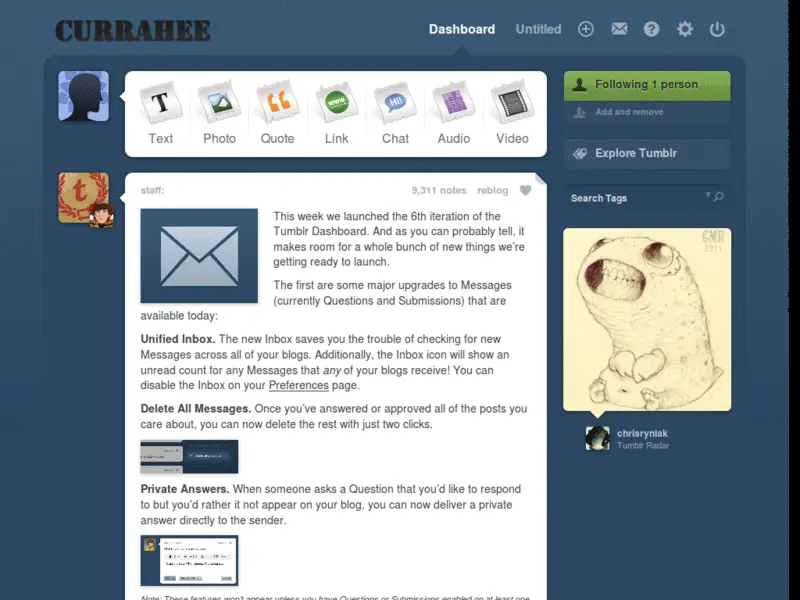 CURRAHEE
Dashboard
Untitled
Text
Photo
Quote
Link
Chat
Audio
Video
Following 1 person
Add and remove
Explore Tumblr
Search Tags
staff:
9,311 notes
reblog
This week we launched the 6th iteration of the
Tumblr Dashboard. And as you can probably tell, it
makes room for a whole bunch of new things we're
getting ready to launch.
The first are some major upgrades to Messages
(currently Questions and Submissions) that are
available today:
Unified Inbox. The new Inbox saves you the trouble of checking for new
Messages across all of your blogs. Additionally, the Inbox icon will show an
unread count for any Messages that any of your blogs receive! You can
disable the Inbox on your Preferences page.
Delete All Messages. Once you've answered or approved all of the posts you
care about, you can now delete the rest with just two clicks.
Private Answers. When someone asks a Question that you'd like to respond
to but you'd rather it not appear on your blog, you can now deliver a private
answer directly to the sender.
Note: These features won't appear unless you have Questions or Submissions enabled on at least one
T
www
Hi!
t
GMR
2011
chrisryniak
Tumblr Radar